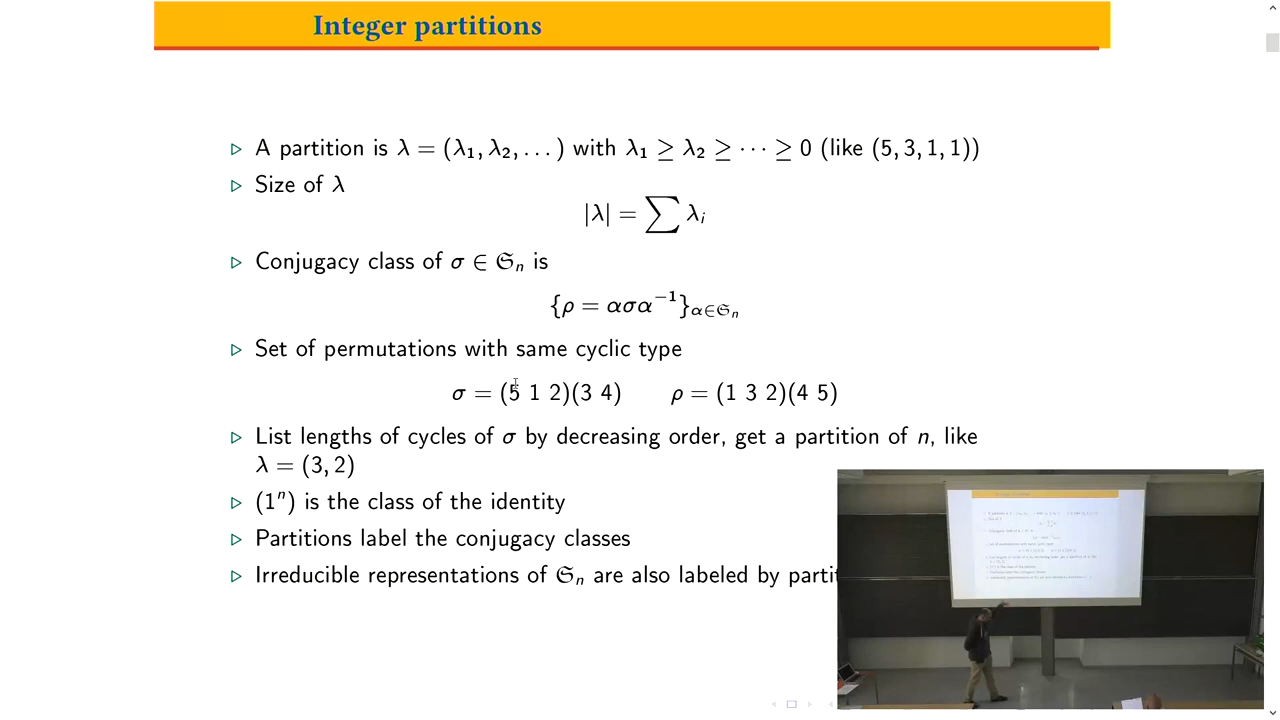 Integer partitions
▷ A partition is λ = (λ₁, λ₂, . . . ) with λ₁ ≥ λ₂ ≥ · · · ≥ 0 (like (5, 3, 1, 1))
▷ Size of λ
|λ| = ∑ λᵢ
▷ Conjugacy class of σ ∈ 𝔖ₙ is
{ρ = ασα⁻¹}_{α∈𝔖ₙ}
▷ Set of permutations with same cyclic type
σ = (5 1 2)(3 4) ρ = (1 3 2)(4 5)
▷ List lengths of cycles of σ by decreasing order, get a partition of n, like
λ = (3, 2)
▷ (1ⁿ) is the class of the identity
▷ Partitions label the conjugacy classes
▷ Irreducible representations of 𝔖ₙ are also labeled by